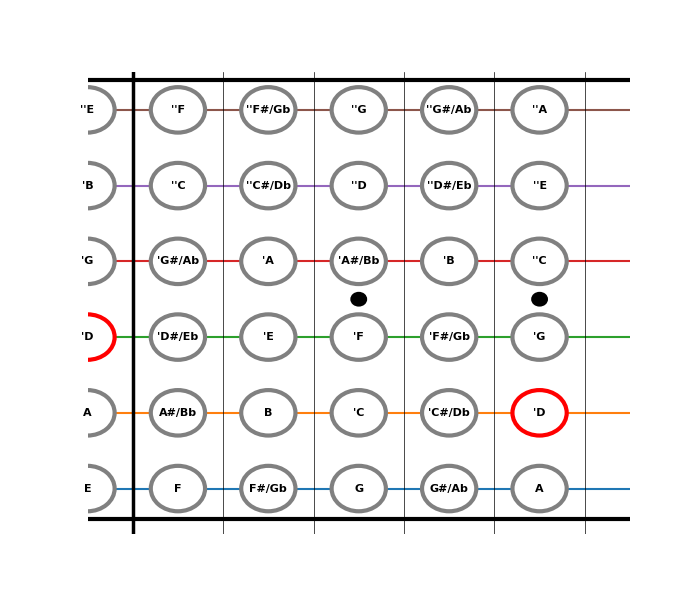 ''E ''F ''F#/Gb ''G ''G#/Ab ''A
'B ''C ''C#/Db ''D ''D#/Eb ''E
'G 'G#/Ab 'A 'A#/Bb 'B ''C
'D 'D#/Eb 'E 'F 'F#/Gb 'G
A A#/Bb B 'C 'C#/Db 'D
E F F#/Gb G G#/Ab A